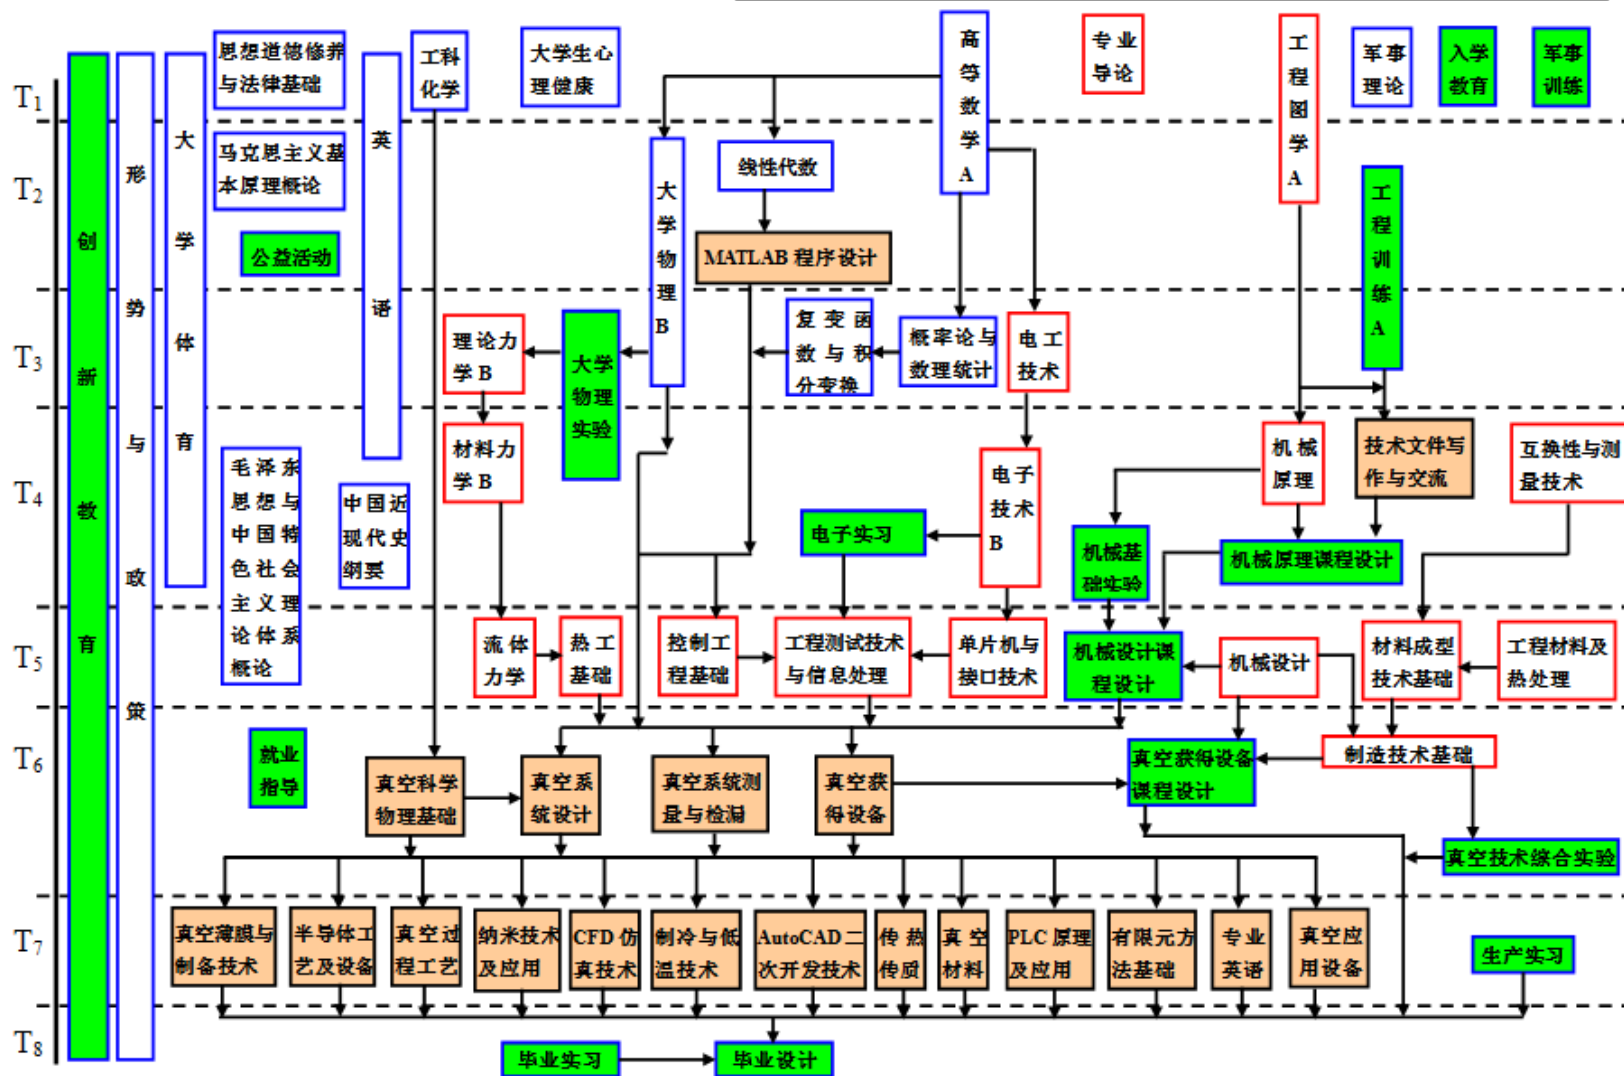 T1
T2
T3
T4
T5
T6
T7
T8
创新教育
形势与政策
大学体育
思想道德修养
与法律基础
马克思主义基
本原理概论
公益活动
英语
工科
化学
大学生心
理健康
高等数学A
专业
导论
工程图学A
军事
理论
入学
教育
军事
训练
大学物理B
线性代数
MATLAB 程序设计
工程训练A
理论力
学 B
大学
物理
实验
复变函
数与积
分变换
概率论与
数理统计
电工
技术
毛泽东
思想与
中国特
色社会
主义理
论体系
概论
中国近
现代史
纲要
材料力
学 B
电子实习
电子
技术
B
机械
原理
技术文件写
作与交流
互换性与测
量技术
机械基
础实验
机械原理课程设计
流体
力学
热工
基础
控制工
程基础
工程测试技术
与信息处理
单片机与
接口技术
机械设计课
程设计
机械设计
材料成型
技术基础
工程材料及
热处理
就业
指导
真空科学
物理基础
真空系
统设计
真空系统测
量与检漏
真空获
得设备
真空获得设备
课程设计
制造技术基础
真空技术综合实验
真空薄膜与
制备技术
半导体工
艺及设备
真空过
程工艺
纳米技术
及应用
CFD 仿
真技术
制冷与低
温技术
AutoCAD 二
次开发技术
传热
传质
真空
材料
PLC 原理
及应用
有限元方
法基础
专业
英语
真空应
用设备
生产实习
毕业实习
毕业设计